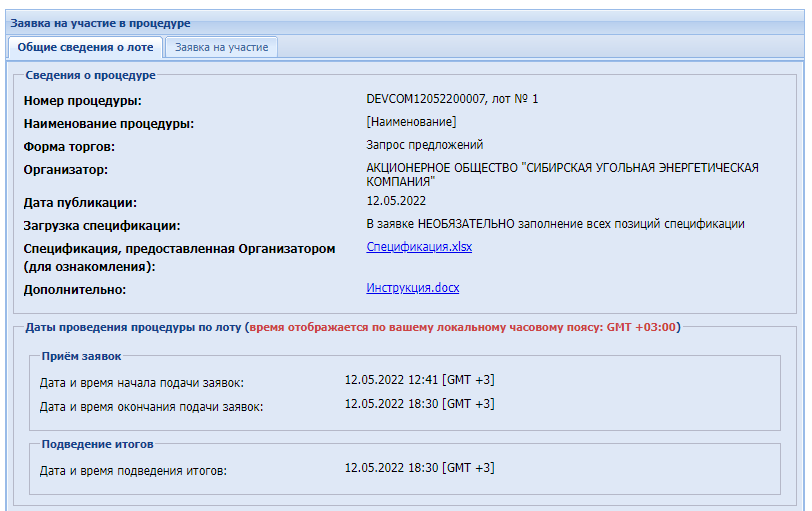 Заявка на участие в процедуре
Общие сведения о лоте
Заявка на участие
Сведения о процедуре
Номер процедуры: DEVCOM12052200007, лот № 1
Наименование процедуры: [Наименование]
Форма торгов: Запрос предложений
Организатор: АКЦИОНЕРНОЕ ОБЩЕСТВО "СИБИРСКАЯ УГОЛЬНАЯ ЭНЕРГЕТИЧЕСКАЯ
КОМПАНИЯ"
Дата публикации: 12.05.2022
Загрузка спецификации: В заявке НЕОБЯЗАТЕЛЬНО заполнение всех позиций спецификации
Спецификация, предоставленная Организатором Спецификация.xlsx
(для ознакомления):
Дополнительно: Инструкция.docx
Даты проведения процедуры по лоту (время отображается по вашему локальному часовому поясу: GMT +03:00)
Приём заявок
Дата и время начала подачи заявок: 12.05.2022 12:41 [GMT +3]
Дата и время окончания подачи заявок: 12.05.2022 18:30 [GMT +3]
Подведение итогов
Дата и время подведения итогов: 12.05.2022 18:30 [GMT +3]